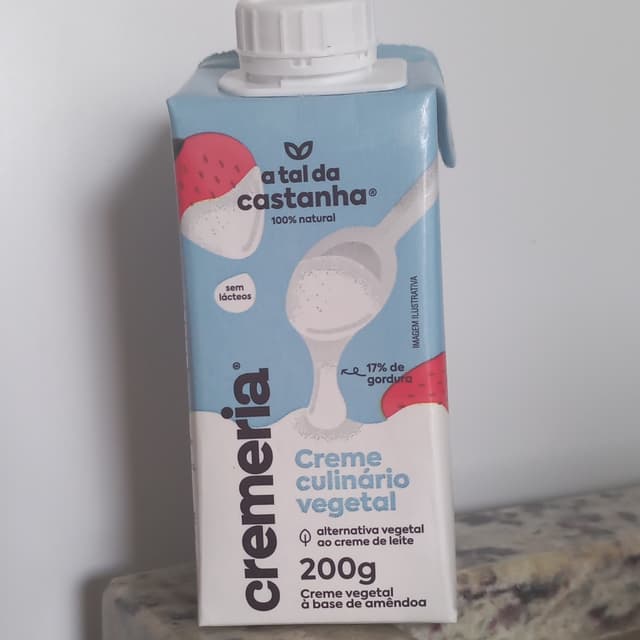 a tal da
castanha®
100% natural
sem
lácteos
IMAGEM ILUSTRATIVA
17% de
gordura
cremeria®
Creme
culinário
vegetal
alternativa vegetal
ao creme de leite
200g
Creme vegetal
à base de amêndoa